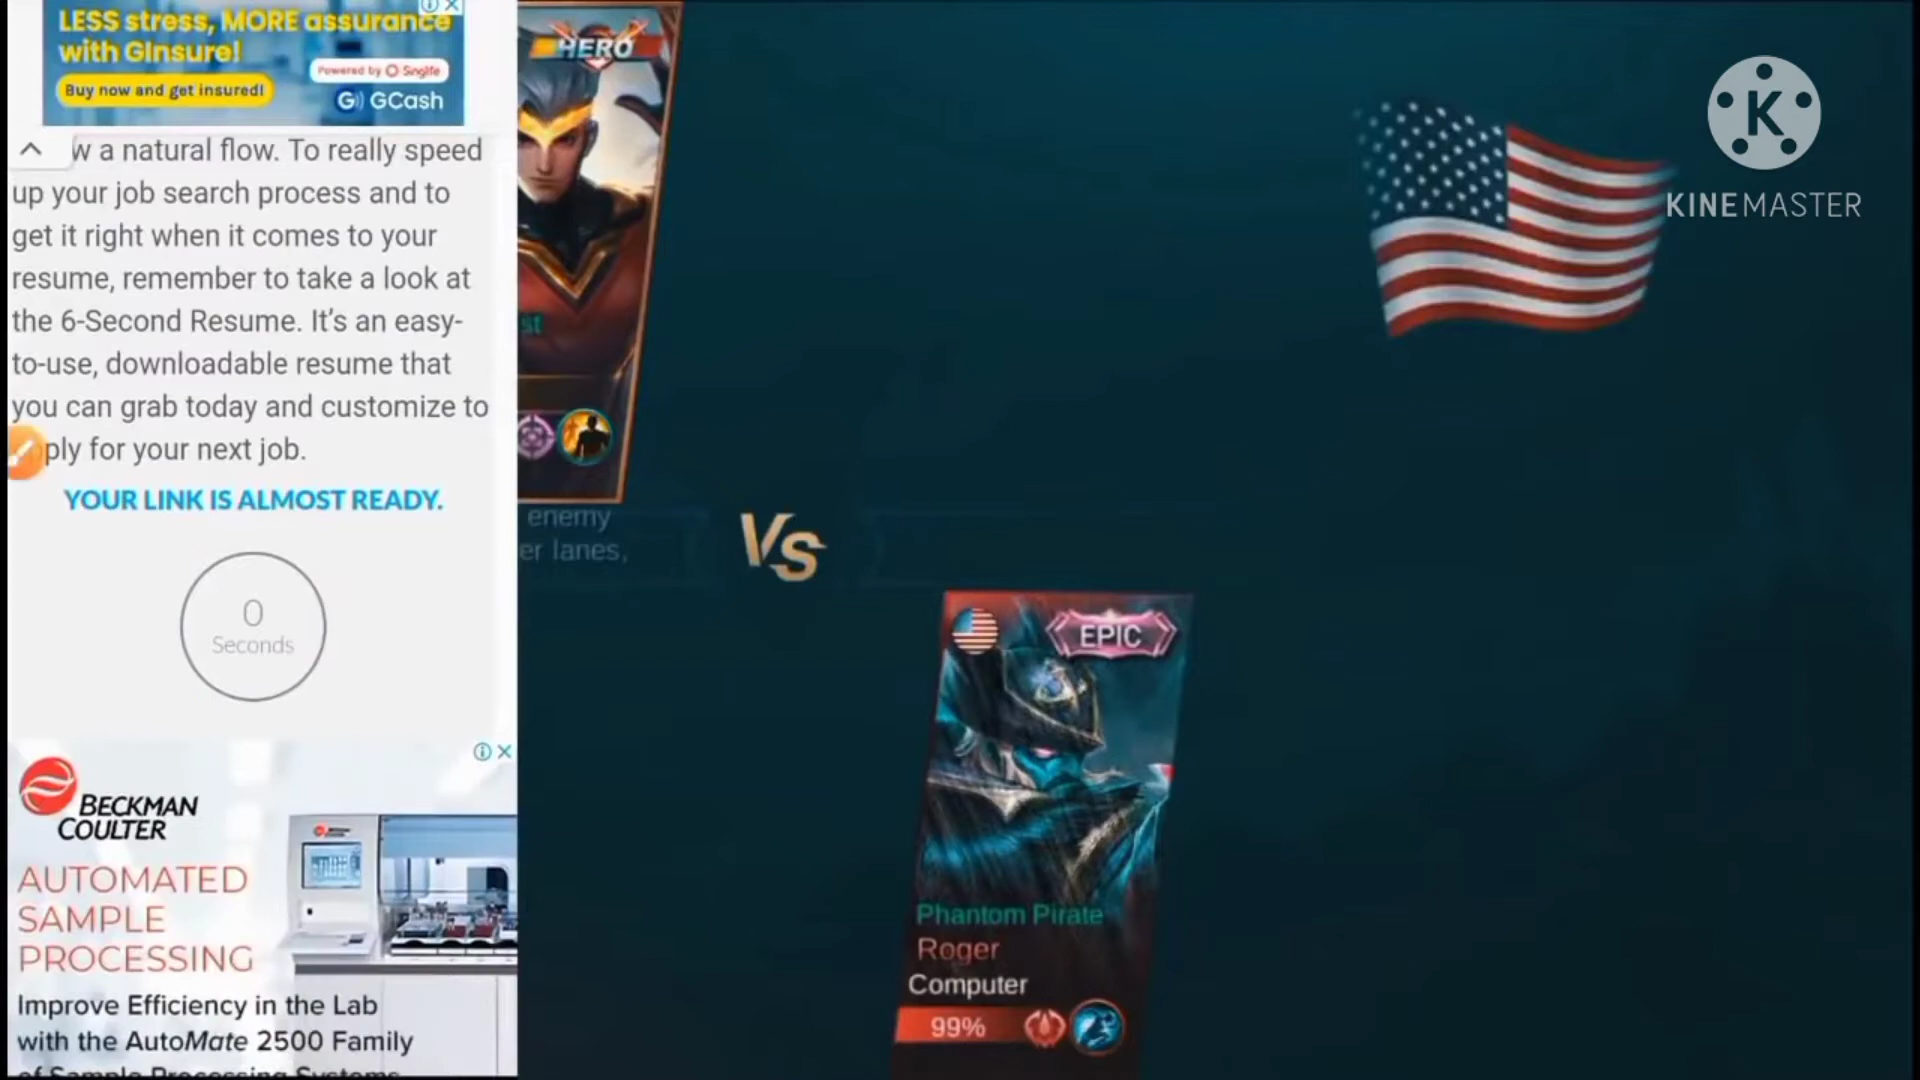 LESS stress, MORE assurance
with GInsure!
Powered by Singlife
Buy now and get insured!
GCash
w a natural flow. To really speed
up your job search process and to
get it right when it comes to your
resume, remember to take a look at
the 6-Second Resume. It’s an easy-
to-use, downloadable resume that
you can grab today and customize to
ply for your next job.
YOUR LINK IS ALMOST READY.
0
Seconds
BECKMAN
COULTER
AUTOMATED
SAMPLE
PROCESSING
Improve Efficiency in the Lab
with the AutoMate 2500 Family
of Sample Processing Systems
HERO
st
enemy
er lanes,
VS
K
KINEMASTER
EPIC
Phantom Pirate
Roger
Computer
99%